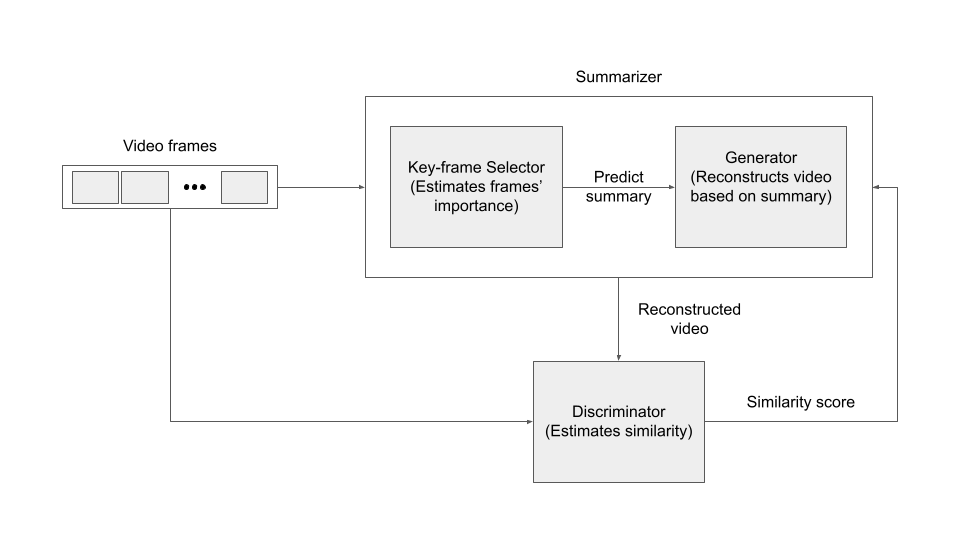 Summarizer
Video frames
Key-frame Selector
(Estimates frames’
importance)
Predict
summary
Generator
(Reconstructs video
based on summary)
Reconstructed
video
Discriminator
(Estimates similarity)
Similarity score